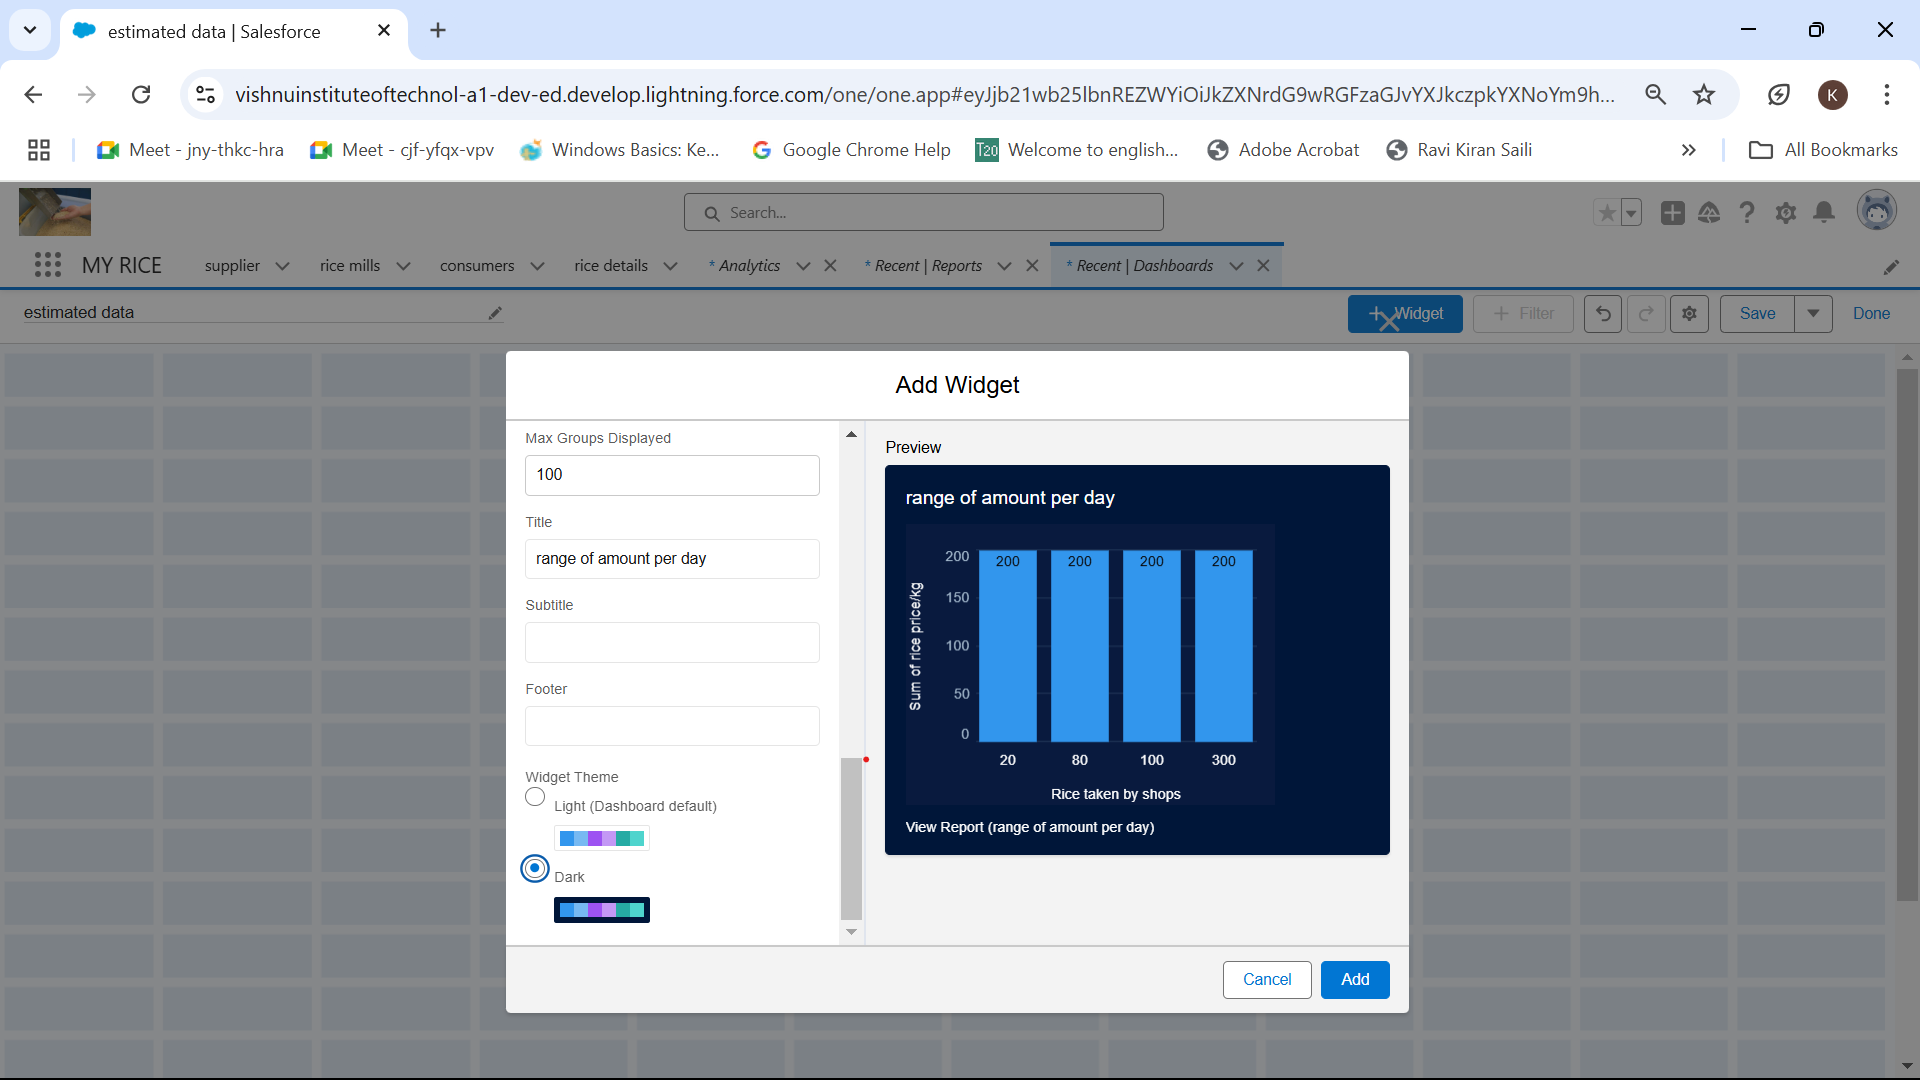 estimated data | Salesforce
vishnuinstituteoftechnol-a1-dev-ed.develop.lightning.force.com/one/one.app#eyJjb21wb25lbnREZWYiOiJkZXNrdG9wRGFzaGJvYXJkczpkYXNoYm9h...
K
Meet - jny-thkc-hra
Meet - cjf-yfqx-vpv
Windows Basics: Ke...
Google Chrome Help
T20 Welcome to english...
Adobe Acrobat
Ravi Kiran Saili
»
All Bookmarks
Search...
MY RICE
supplier
rice mills
consumers
rice details
* Analytics
* Recent | Reports
* Recent | Dashboards
estimated data
+ Widget
+ Filter
Save
Done
Add Widget
Max Groups Displayed
100
Title
range of amount per day
Subtitle
Footer
Widget Theme
Light (Dashboard default)
Dark
Preview
range of amount per day
Sum of rice price/kg
200
150
100
50
0
200 200 200 200
20 80 100 300
Rice taken by shops
View Report (range of amount per day)
Cancel
Add